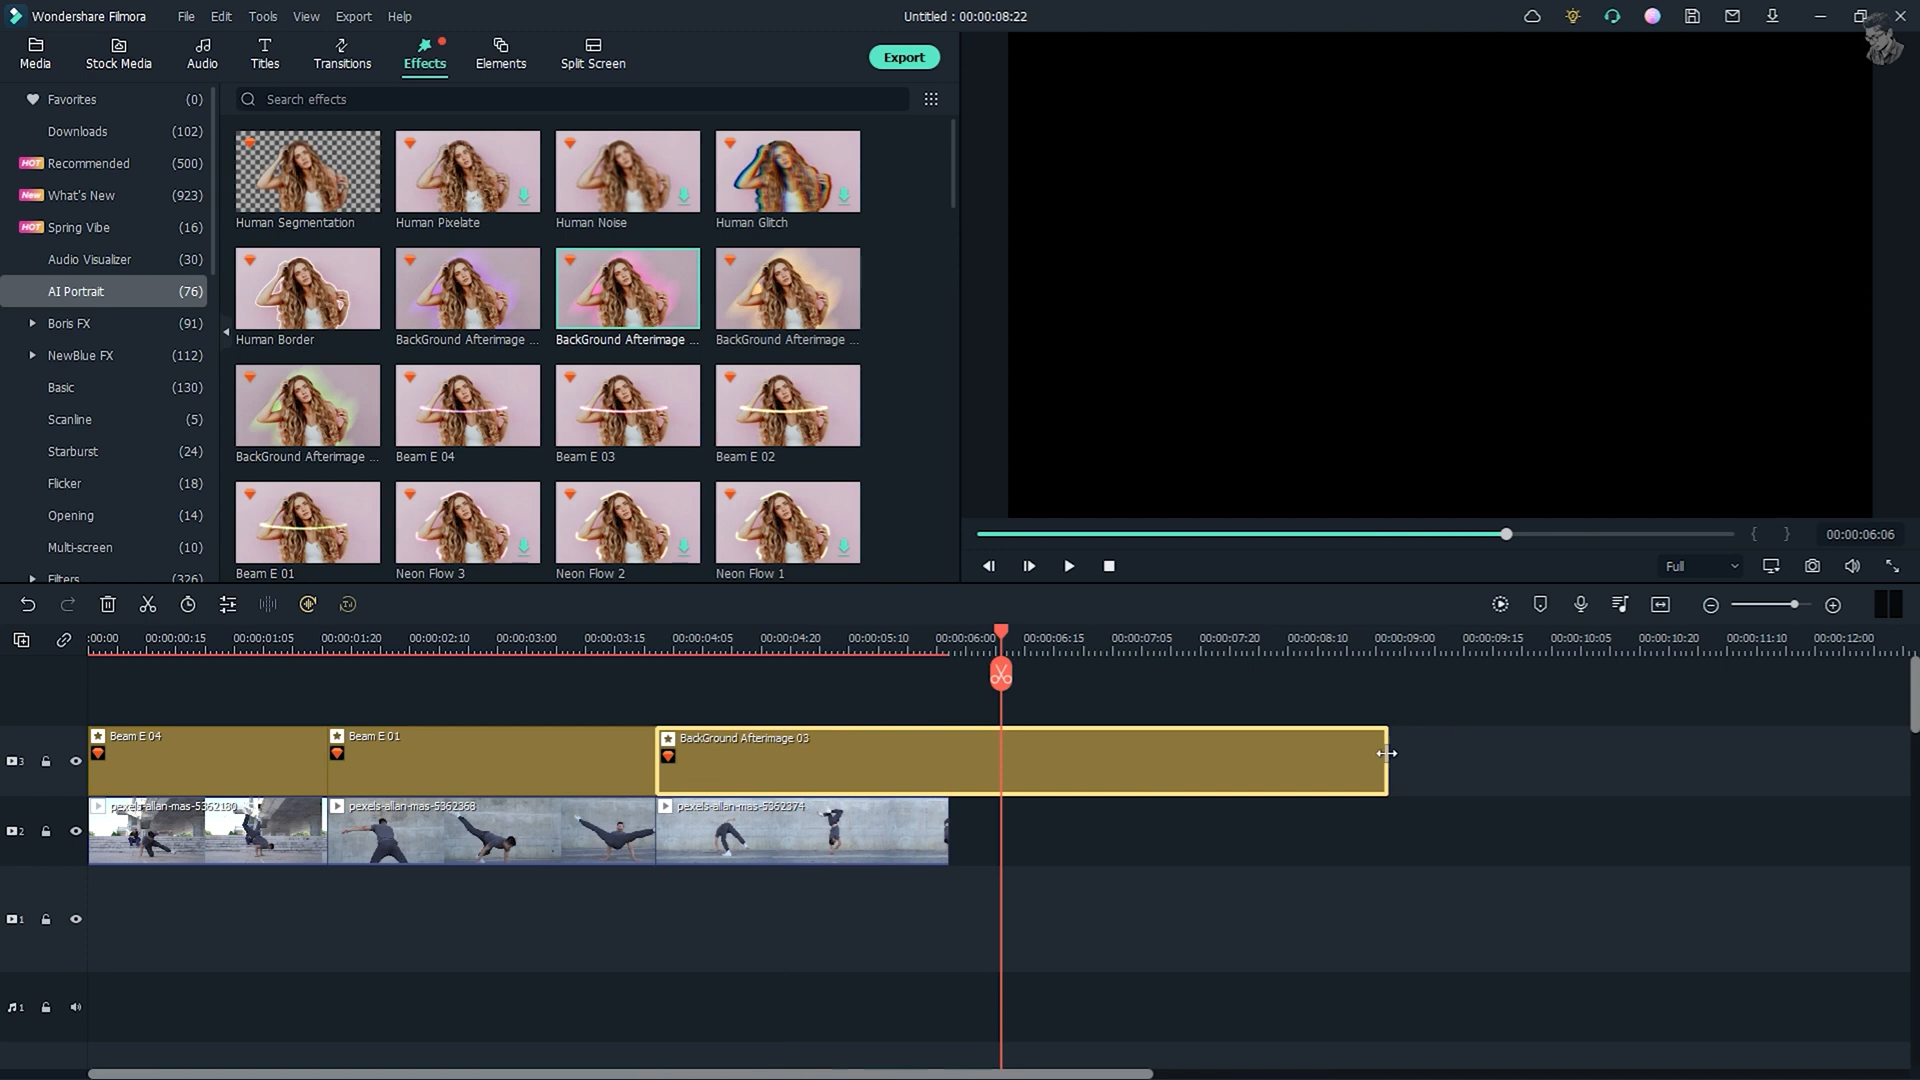 Wondershare Filmora File Edit Tools View Export Help Untitled : 00:00:08:22
Media Stock Media Audio Titles Transitions Effects Elements Split Screen Export
Favorites (0)
Search effects
Downloads (102)
HOT Recommended (500)
New What's New (923)
HOT Spring Vibe (16)
Audio Visualizer (30)
AI Portrait (76)
Boris FX (91)
NewBlue FX (112)
Basic (130)
Scanline (5)
Starburst (24)
Flicker (18)
Opening (14)
Multi-screen (10)
Filters (326)
Human Segmentation Human Pixelate Human Noise Human Glitch
Human Border BackGround Afterimage ... BackGround Afterimage ... BackGround Afterimage ...
BackGround Afterimage ... Beam E 04 Beam E 03 Beam E 02
Beam E 01 Neon Flow 3 Neon Flow 2 Neon Flow 1
{ } 00:00:06:06
Full
:00:00 00:00:00:15 00:00:01:05 00:00:01:20 00:00:02:10 00:00:03:00 00:00:03:15 00:00:04:05 00:00:04:20 00:00:05:10 00:00:06:00 00:00:06:15 00:00:07:05 00:00:07:20 00:00:08:10 00:00:09:00 00:00:09:15 00:00:10:05 00:00:10:20 00:00:11:10 00:00:12:00
3 Beam E 04 Beam E 01 BackGround Afterimage 03
2 pexels-allan-mas-5362180 pexels-allan-mas-5362368 pexels-allan-mas-5362374
1
1